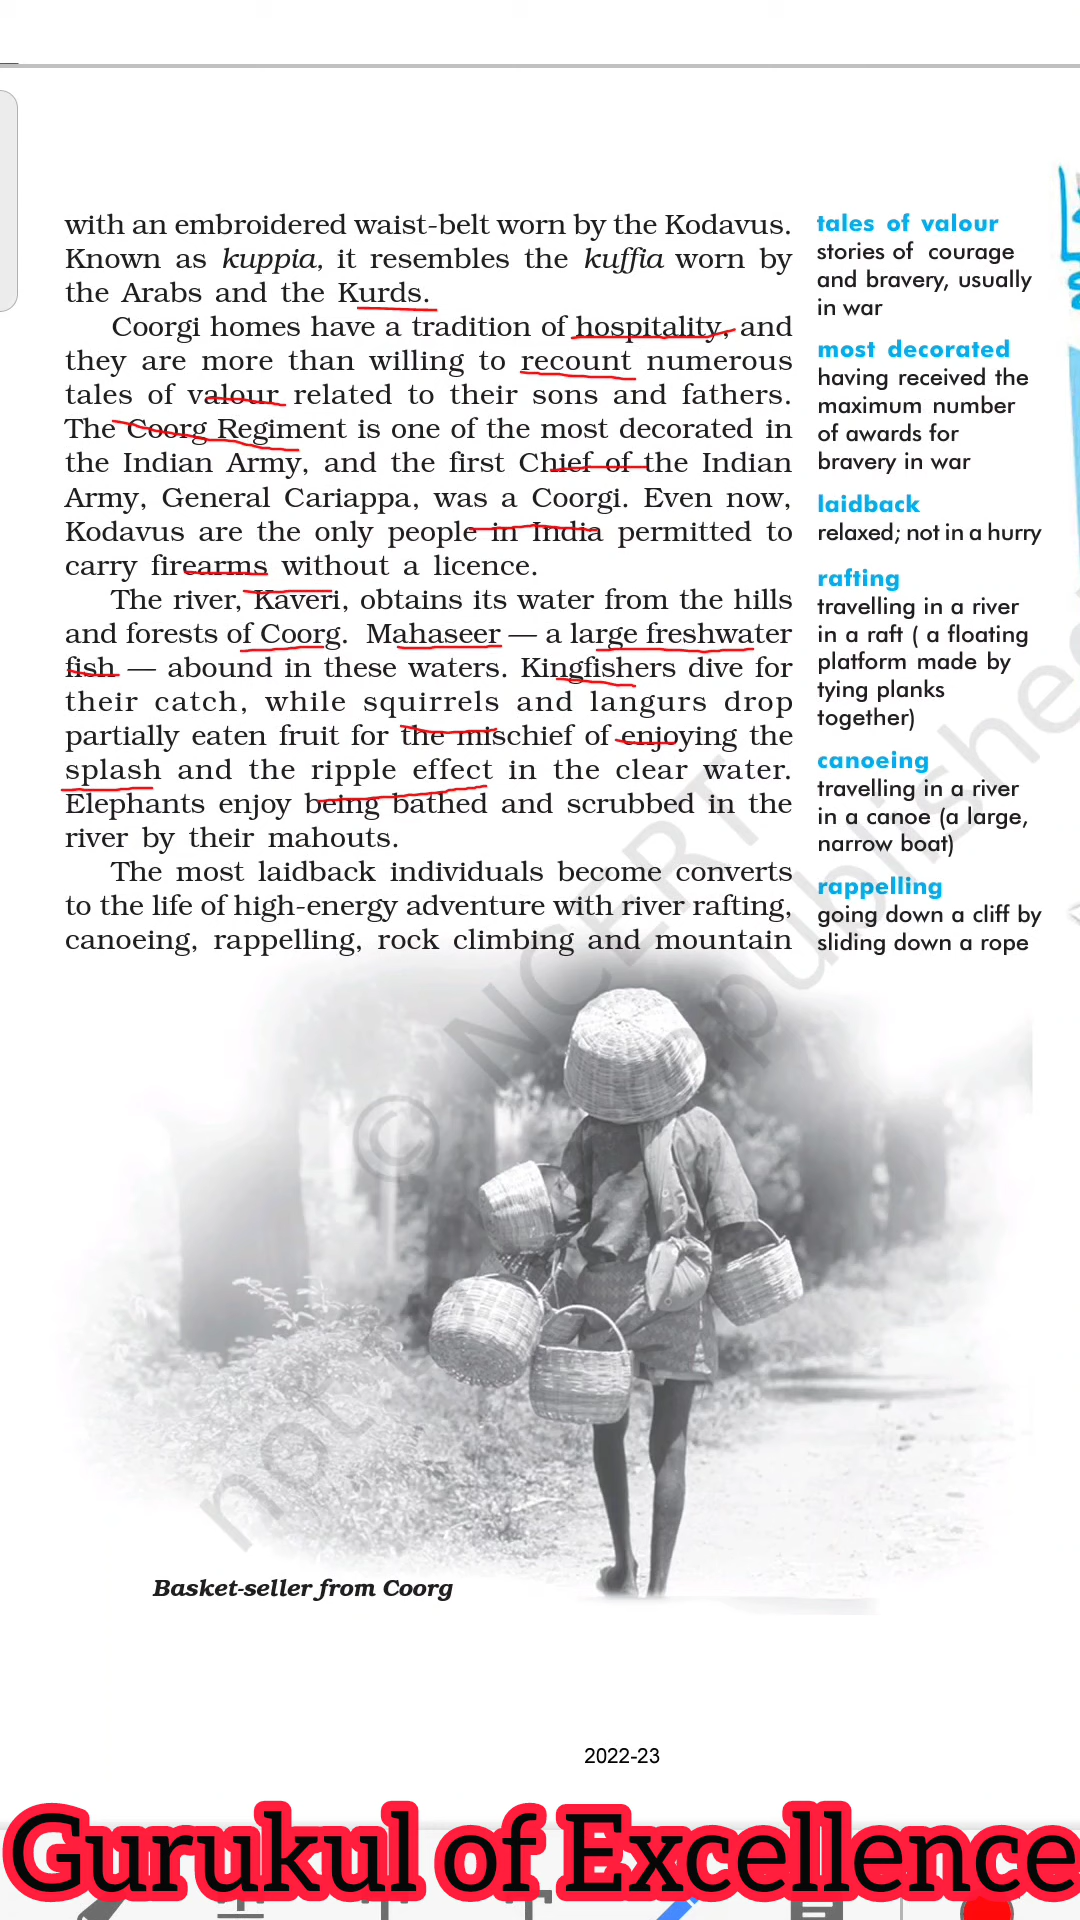 with an embroidered waist-belt worn by the Kodavus.
Known as kuppia, it resembles the kuffia worn by
the Arabs and the Kurds.
Coorgi homes have a tradition of hospitality, and
they are more than willing to recount numerous
tales of valour related to their sons and fathers.
The Coorg Regiment is one of the most decorated in
the Indian Army, and the first Chief of the Indian
Army, General Cariappa, was a Coorgi. Even now,
Kodavus are the only people in India permitted to
carry firearms without a licence.
The river, Kaveri, obtains its water from the hills
and forests of Coorg. Mahaseer — a large freshwater
fish — abound in these waters. Kingfishers dive for
their catch, while squirrels and langurs drop
partially eaten fruit for the mischief of enjoying the
splash and the ripple effect in the clear water.
Elephants enjoy being bathed and scrubbed in the
river by their mahouts.
The most laidback individuals become converts
to the life of high-energy adventure with river rafting,
canoeing, rappelling, rock climbing and mountain
tales of valour
stories of courage
and bravery, usually
in war
most decorated
having received the
maximum number
of awards for
bravery in war
laidback
relaxed; not in a hurry
rafting
travelling in a river
in a raft ( a floating
platform made by
tying planks
together)
canoeing
travelling in a river
in a canoe (a large,
narrow boat)
rappelling
going down a cliff by
sliding down a rope
© NCERT
not
published
Basket-seller from Coorg
2022-23
Gurukul of Excellence